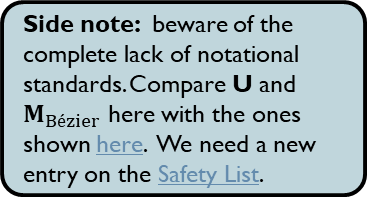 Side note: beware of the
complete lack of notational
standards. Compare U and
M_Bézier here with the ones
shown here. We need a new
entry on the Safety List.